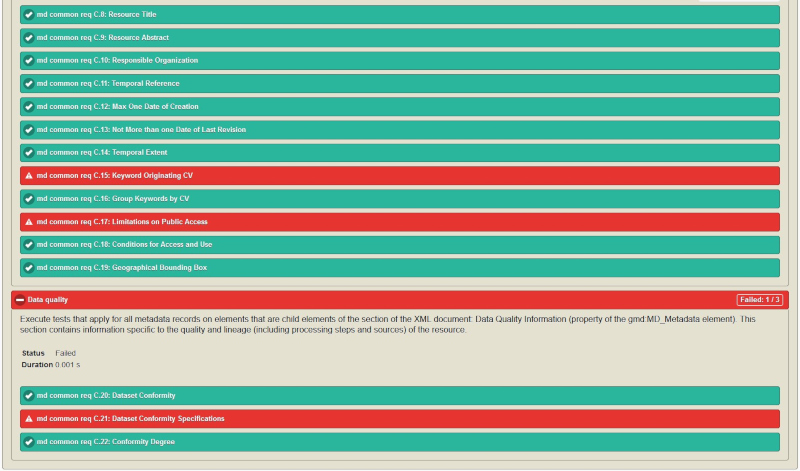 md common req C.8: Resource Title
md common req C.9: Resource Abstract
md common req C.10: Responsible Organization
md common req C.11: Temporal Reference
md common req C.12: Max One Date of Creation
md common req C.13: Not More than one Date of Last Revision
md common req C.14: Temporal Extent
md common req C.15: Keyword Originating CV
md common req C.16: Group Keywords by CV
md common req C.17: Limitations on Public Access
md common req C.18: Conditions for Access and Use
md common req C.19: Geographical Bounding Box
Data quality Failed: 1 / 3
Execute tests that apply for all metadata records on elements that are child elements of the section of the XML document: Data Quality Information (property of the gmd:MD_Metadata element). This
section contains information specific to the quality and lineage (including processing steps and sources) of the resource.
Status Failed
Duration 0.001 s
md common req C.20: Dataset Conformity
md common req C.21: Dataset Conformity Specifications
md common req C.22: Conformity Degree